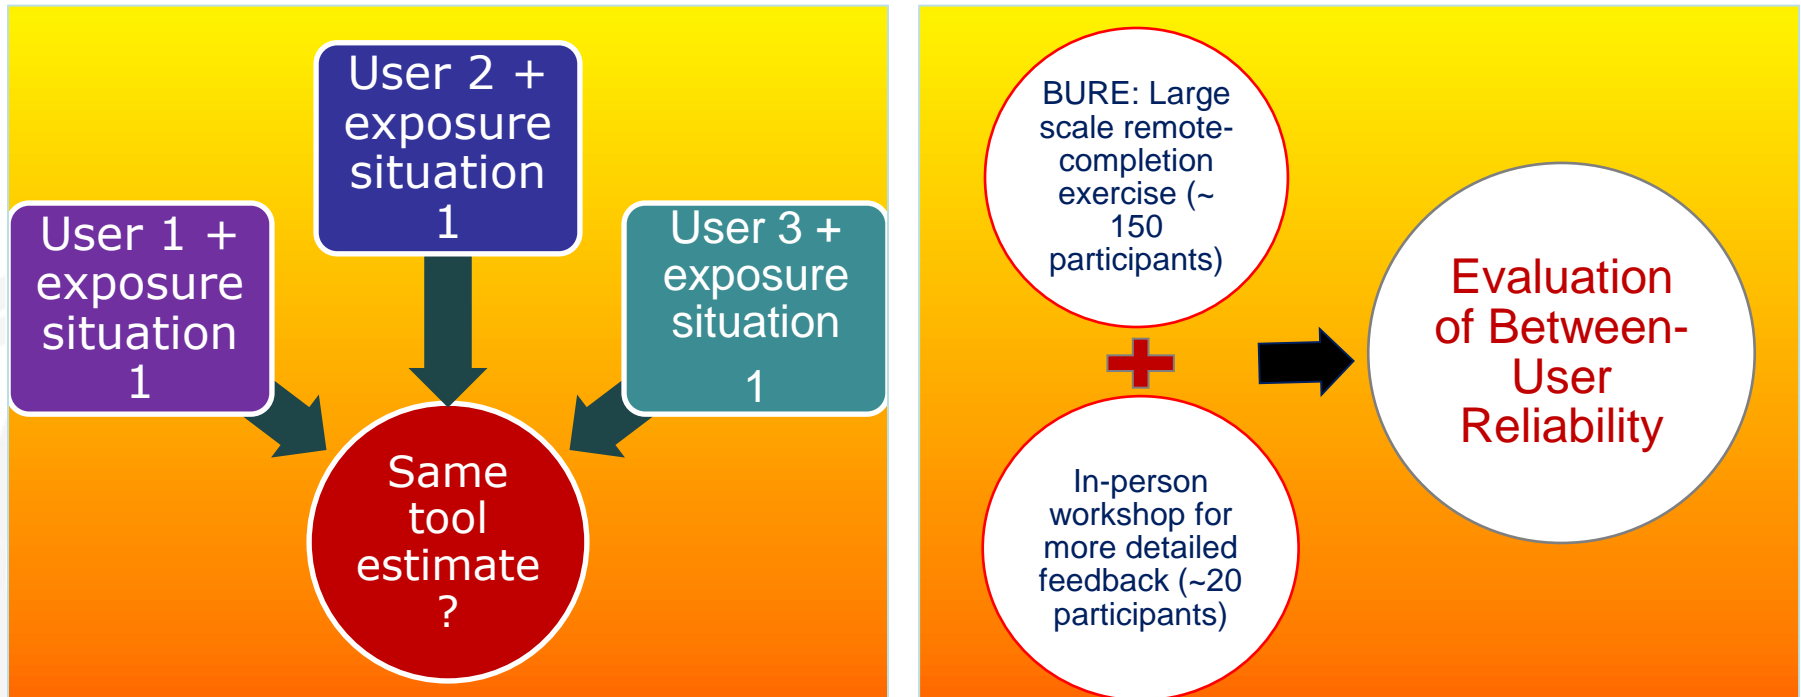 User 1 +
exposure
situation
1
User 2 +
exposure
situation
1
User 3 +
exposure
situation
1
Same
tool
estimate
?
BURE: Large
scale remote-
completion
exercise (~
150
participants)
In-person
workshop for
more detailed
feedback (~20
participants)
Evaluation
of Between-
User
Reliability